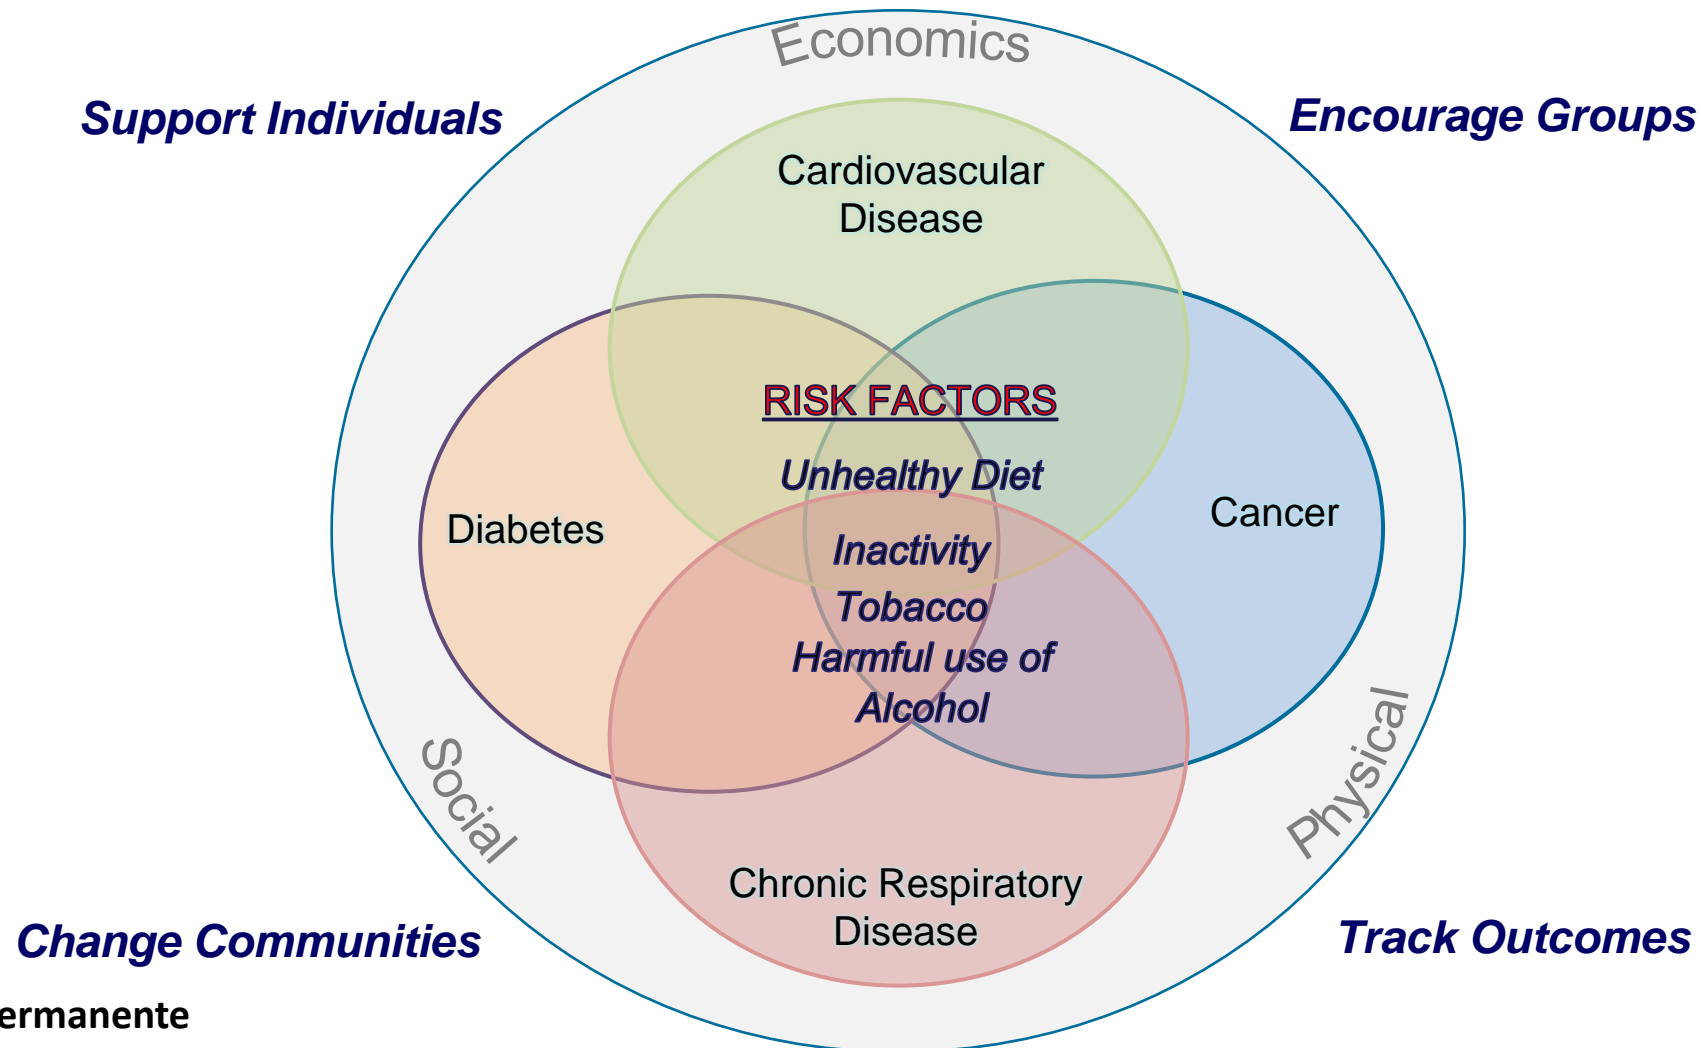 Economics
Support Individuals
Encourage Groups
Cardiovascular
Disease
RISK FACTORS
Unhealthy Diet
Diabetes
Cancer
Inactivity
Tobacco
Harmful use of
Alcohol
Social
Physical
Chronic Respiratory
Disease
Change Communities
Track Outcomes
ermanente